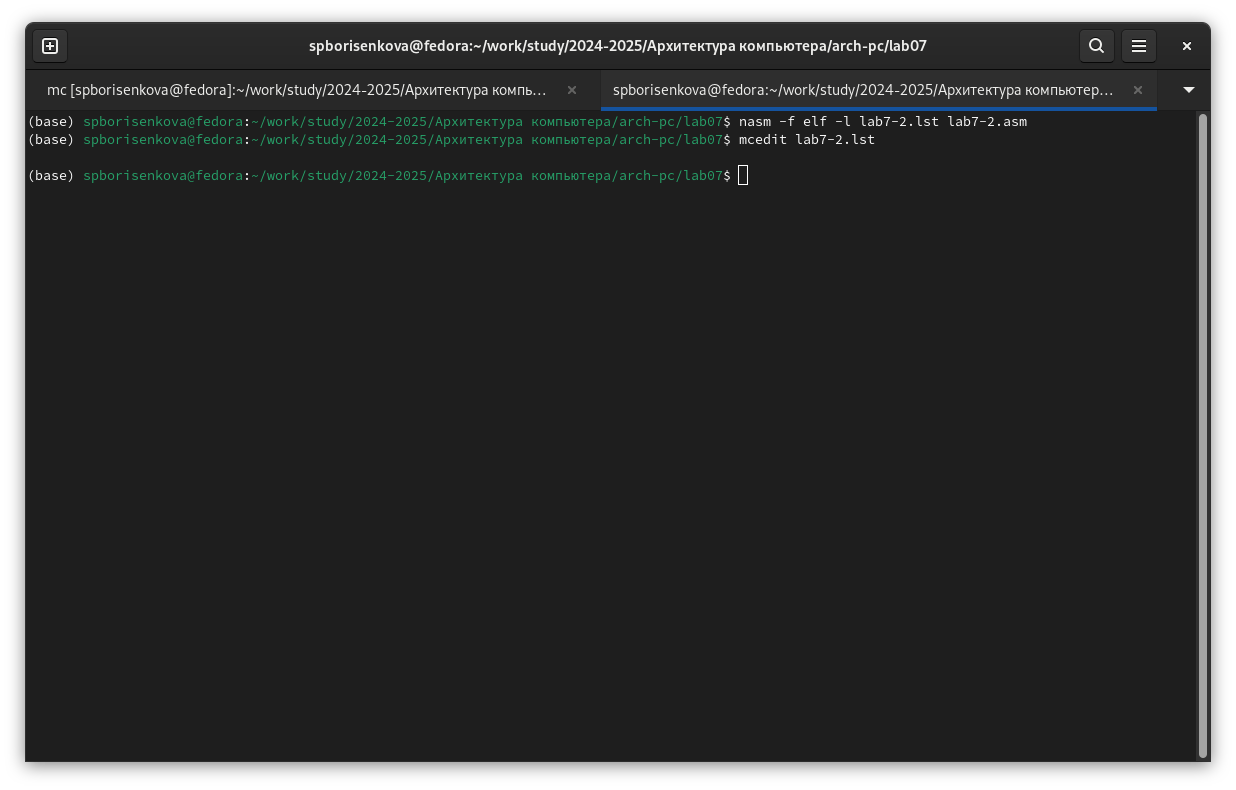 spborisenkova@fedora:~/work/study/2024-2025/Архитектура компьютера/arch-pc/lab07
mc [spborisenkova@fedora]:~/work/study/2024-2025/Архитектура компь…
spborisenkova@fedora:~/work/study/2024-2025/Архитектура компьютер…
(base) spborisenkova@fedora:~/work/study/2024-2025/Архитектура компьютера/arch-pc/lab07$ nasm -f elf -l lab7-2.lst lab7-2.asm
(base) spborisenkova@fedora:~/work/study/2024-2025/Архитектура компьютера/arch-pc/lab07$ mcedit lab7-2.lst
(base) spborisenkova@fedora:~/work/study/2024-2025/Архитектура компьютера/arch-pc/lab07$